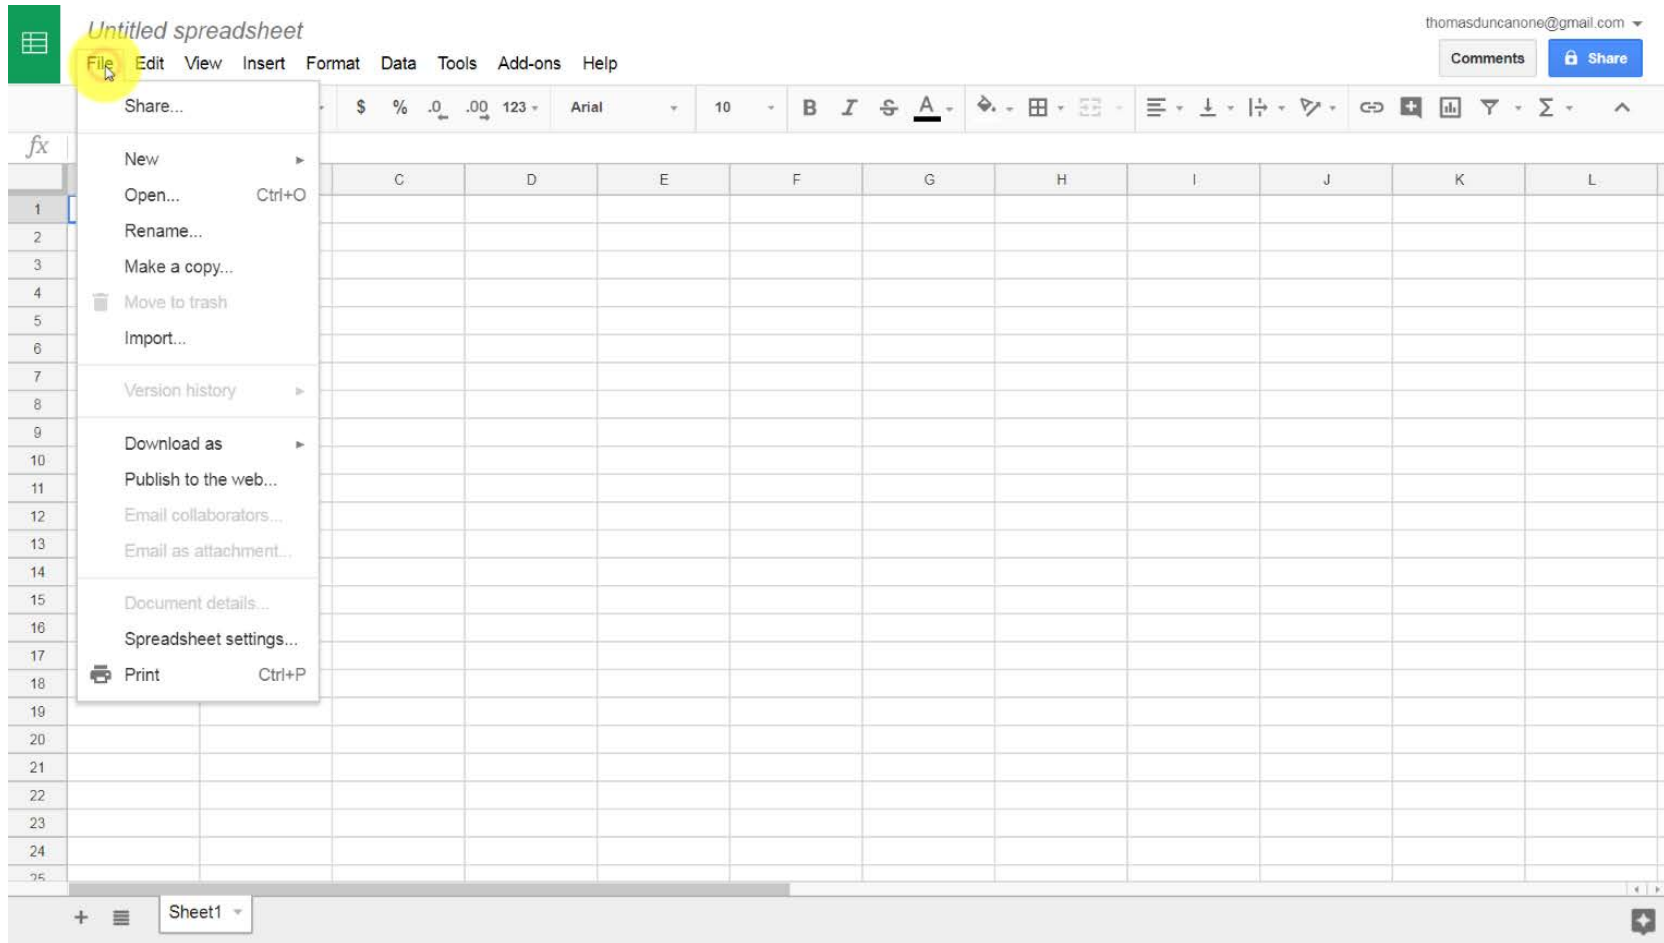 Untitled spreadsheet
thomasduncanone@gmail.com
File Edit View Insert Format Data Tools Add-ons Help
Comments Share
$ % .0 .00 123 Arial 10 B I S A
fx
Share...
New
Open... Ctrl+O
Rename...
Make a copy...
Move to trash
Import...
Version history
Download as
Publish to the web...
Email collaborators...
Email as attachment...
Document details...
Spreadsheet settings...
Print Ctrl+P
C D E F G H I J K L
1
2
3
4
5
6
7
8
9
10
11
12
13
14
15
16
17
18
19
20
21
22
23
24
25
Sheet1